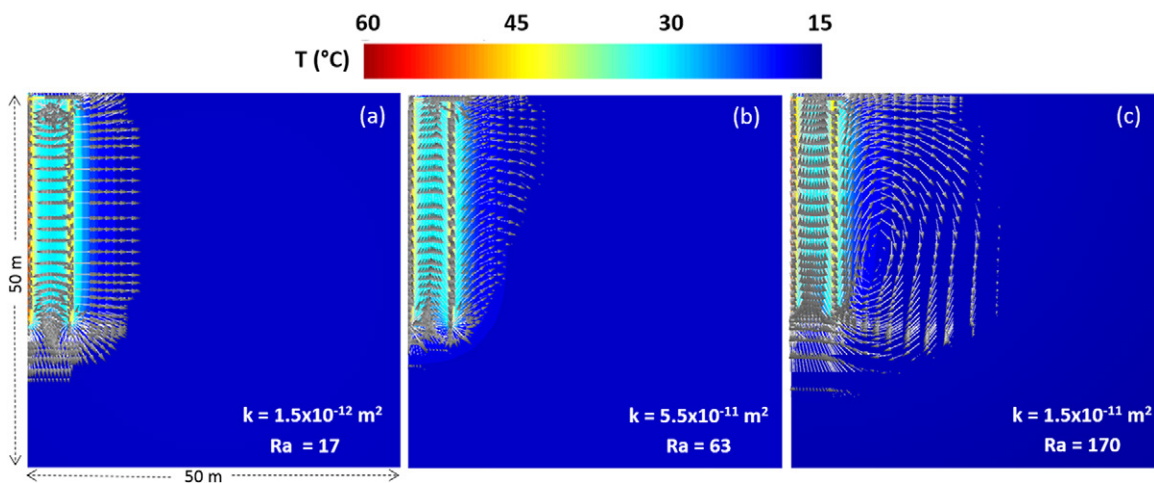 60 45 30 15
T (°C)
(a) (b) (c)
50 m
k = 1.5x10⁻¹² m² k = 5.5x10⁻¹¹ m² k = 1.5x10⁻¹¹ m²
Ra = 17 Ra = 63 Ra = 170
50 m